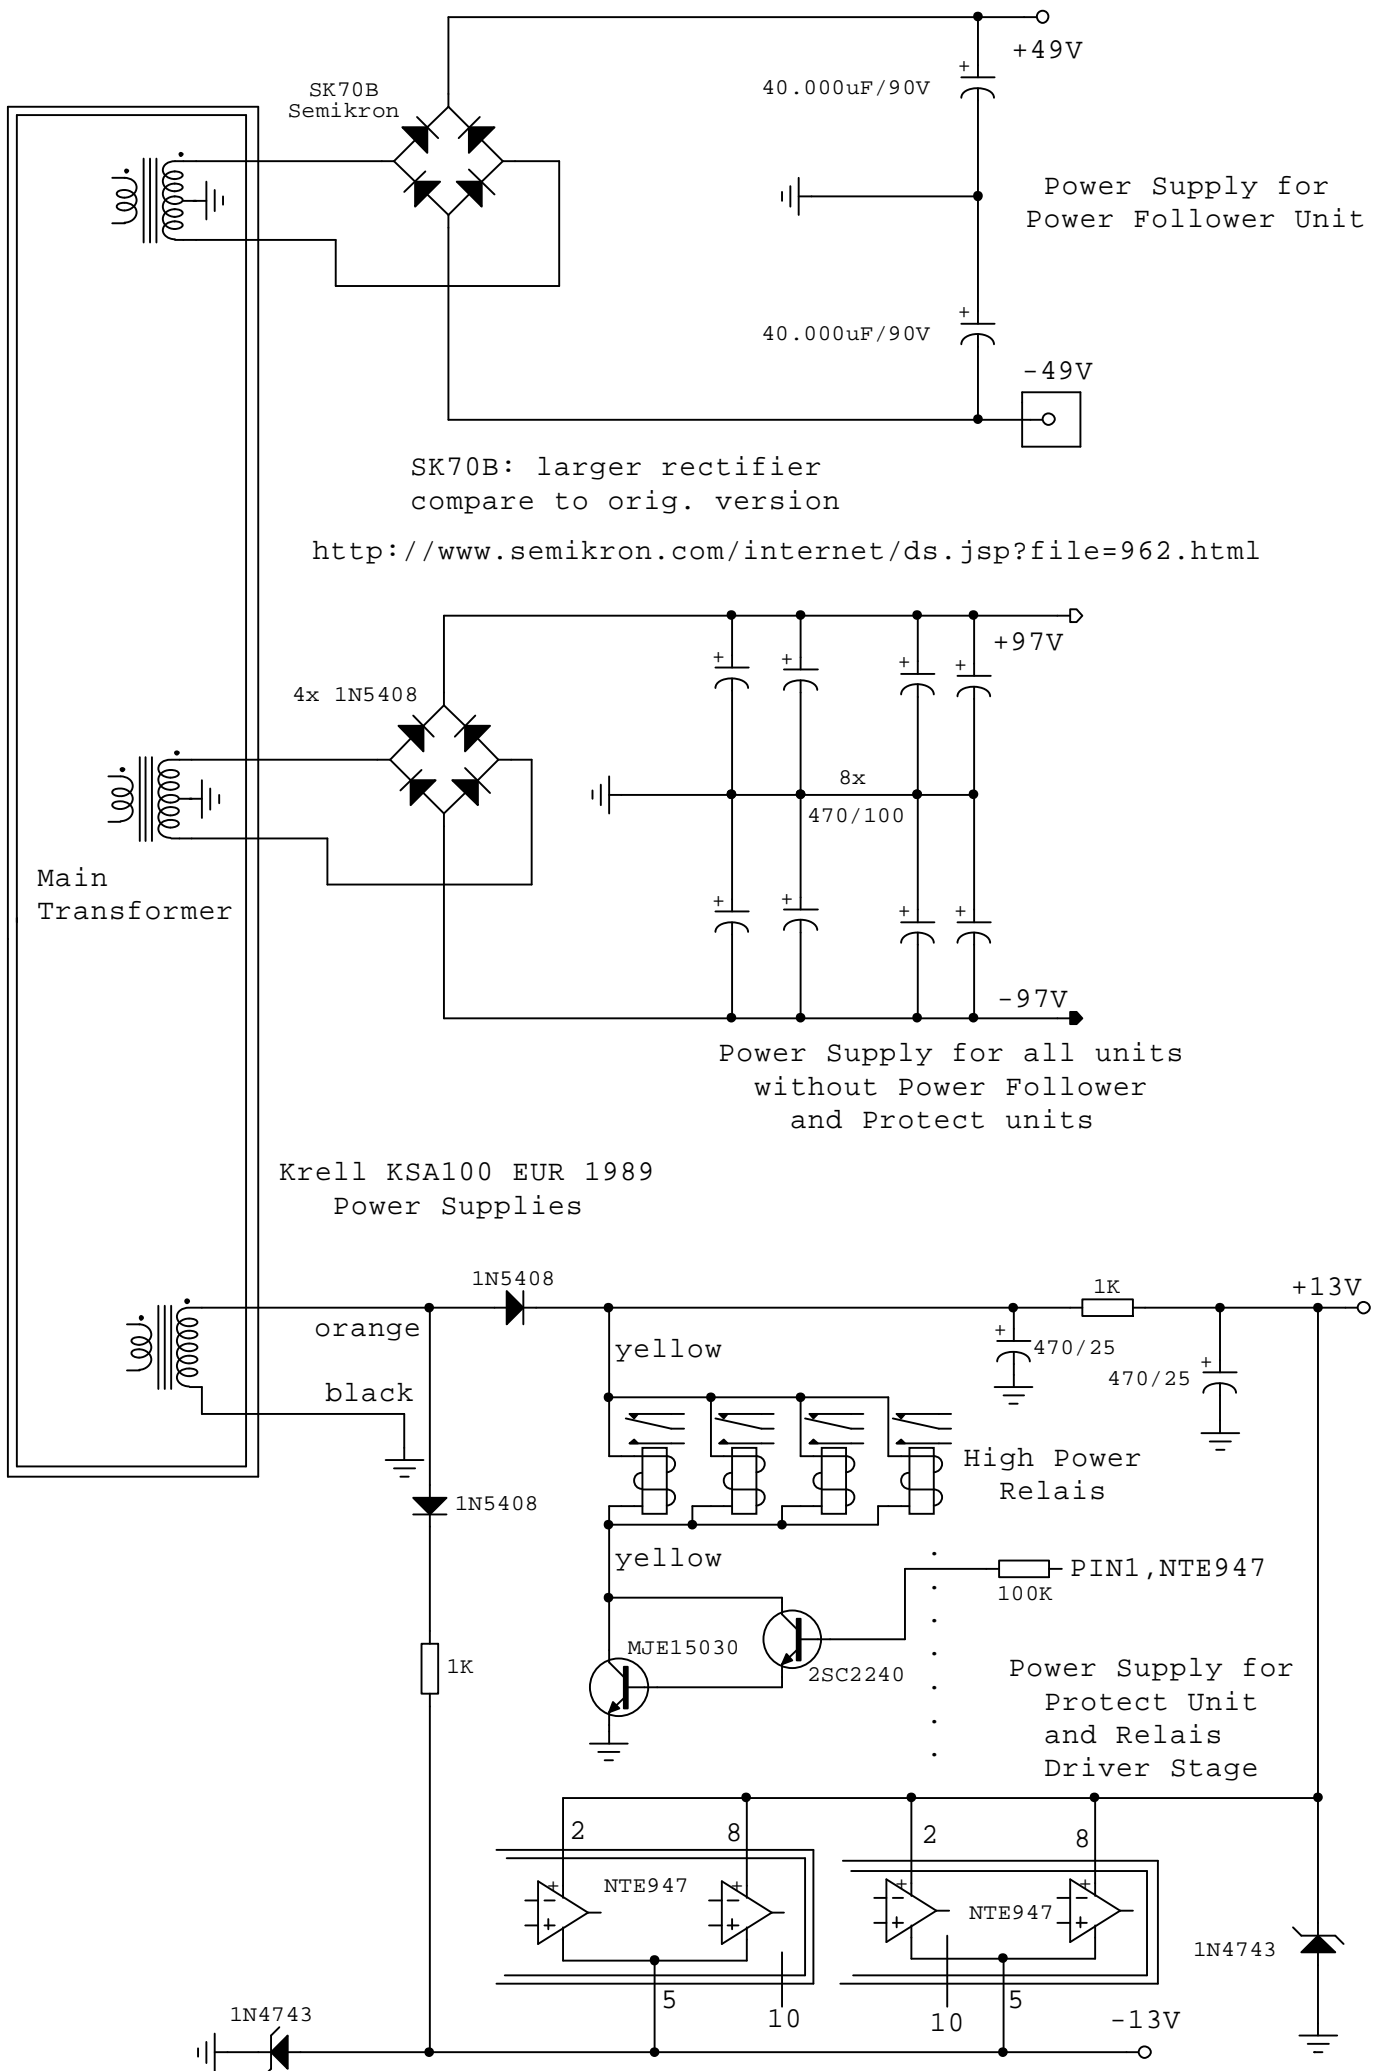 +49V
40.000uF/90V
SK70B
Semikron
Power Supply for
Power Follower Unit
40.000uF/90V
-49V
SK70B: larger rectifier
compare to orig. version
http://www.semikron.com/internet/ds.jsp?file=962.html
+97V
4x 1N5408
8x
470/100
Main
Transformer
-97V
Power Supply for all units
without Power Follower
and Protect units
Krell KSA100 EUR 1989
Power Supplies
1N5408
1K
+13V
orange
yellow
470/25
470/25
black
High Power
Relais
1N5408
yellow
PIN1,NTE947
100K
MJE15030
2SC2240
1K
Power Supply for
Protect Unit
and Relais
Driver Stage
2
8
2
8
NTE947
NTE947
1N4743
5
10
10
5
-13V
1N4743